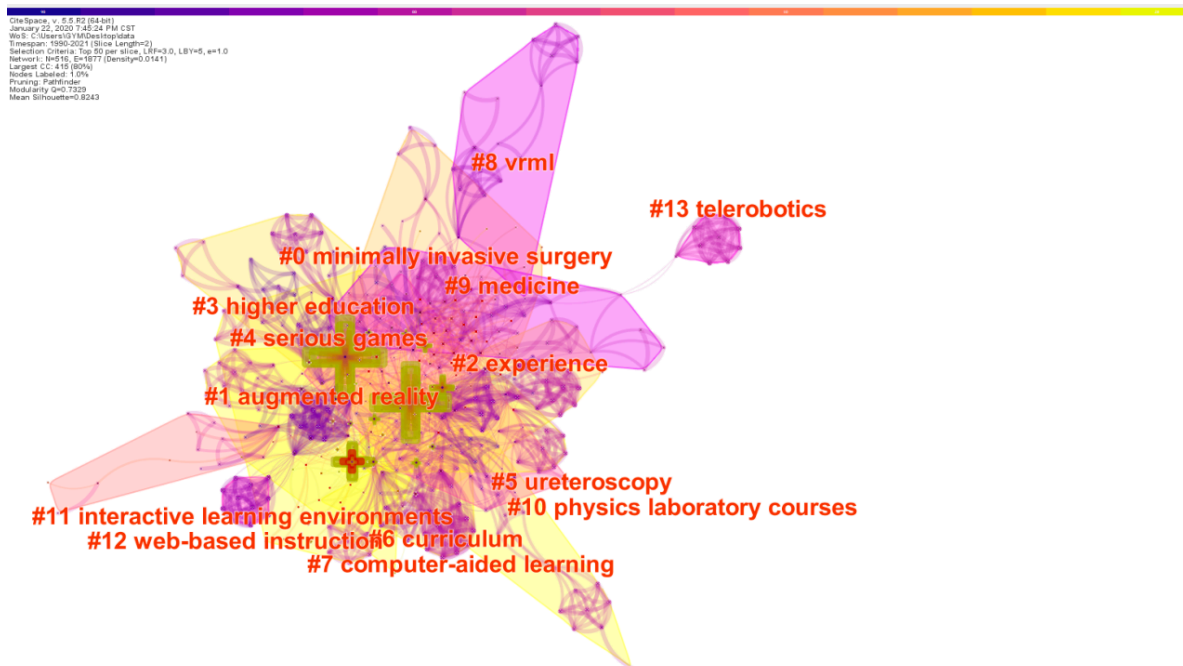 CiteSpace, v. 5.5.R2 (64-bit)
January 22, 2020 7:45:24 PM CST
WoS: C:\Users\GYM\Desktop\data
Timespan: 1990-2021 (Slice Length=2)
Selection Criteria: Top 50 per slice, LRF=3.0, LBY=5, e=1.0
Network: N=516, E=1877 (Density=0.0141)
Largest CC: 415 (80%)
Nodes Labeled: 1.0%
Pruning: Pathfinder
Modularity Q=0.7329
Mean Silhouette=0.8243
#8 vrml
#13 telerobotics
#0 minimally invasive surgery
#9 medicine
#3 higher education
#4 serious games
#2 experience
#1 augmented reality
#5 ureteroscopy
#10 physics laboratory courses
#11 interactive learning environments
#12 web-based instruction
#6 curriculum
#7 computer-aided learning